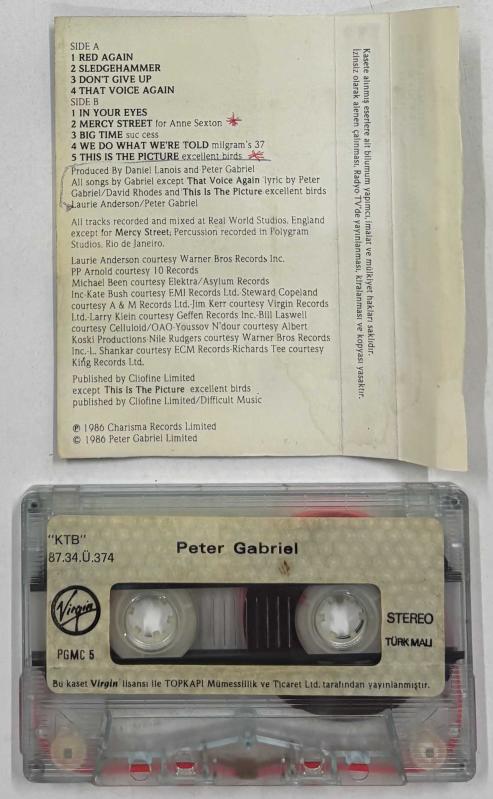 SIDE A
1 RED AGAIN
2 SLEDGEHAMMER
3 DON'T GIVE UP
4 THAT VOICE AGAIN
SIDE B
1 IN YOUR EYES
2 MERCY STREET for Anne Sexton
3 BIG TIME suc cess
4 WE DO WHAT WE'RE TOLD milgram's 37
5 THIS IS THE PICTURE excellent birds
Produced By Daniel Lanois and Peter Gabriel
All songs by Gabriel except That Voice Again lyric by Peter
Gabriel/David Rhodes and This Is The Picture excellent birds
Laurie Anderson/Peter Gabriel
All tracks recorded and mixed at Real World Studios, England
except for Mercy Street; Percussion recorded in Polygram
Studios, Rio de Janeiro.
Laurie Anderson courtesy Warner Bros Records Inc.
PP Arnold courtesy 10 Records
Michael Been courtesy Elektra/Asylum Records
Inc-Kate Bush courtesy EMI Records Ltd. Steward Copeland
courtesy A & M Records Ltd-Jim Kerr courtesy Virgin Records
Ltd.-Larry Klein courtesy Geffen Records Inc.-Bill Laswell
courtesy Celluloid/OAO-Youssov N'dour courtesy Albert
Koski Productions-Nile Rudgers courtesy Warner Bros Records
Inc.-L. Shankar courtesy ECM Records-Richards Tee courtesy
King Records Ltd.
Published by Cliofine Limited
except This Is The Picture excellent birds
published by Cliofine Limited/Difficult Music
℗ 1986 Charisma Records Limited
© 1986 Peter Gabriel Limited
Kasete alınmış eserlere ait bilumum yapımcı, imalat ve mülkiyet hakları saklıdır.
İzinsiz olarak alenen çalınması, Radyo TV'de yayınlanması, kiralanması ve kopyası yasaktır.
"KTB"
87.34.Ü.374
Peter Gabriel
Virgin
PGMC 5
STEREO
TÜRK MALI
Bu kaset Virgin lisansı ile TOPKAPI Mümessillik ve Ticaret Ltd. tarafından yayınlanmıştır.